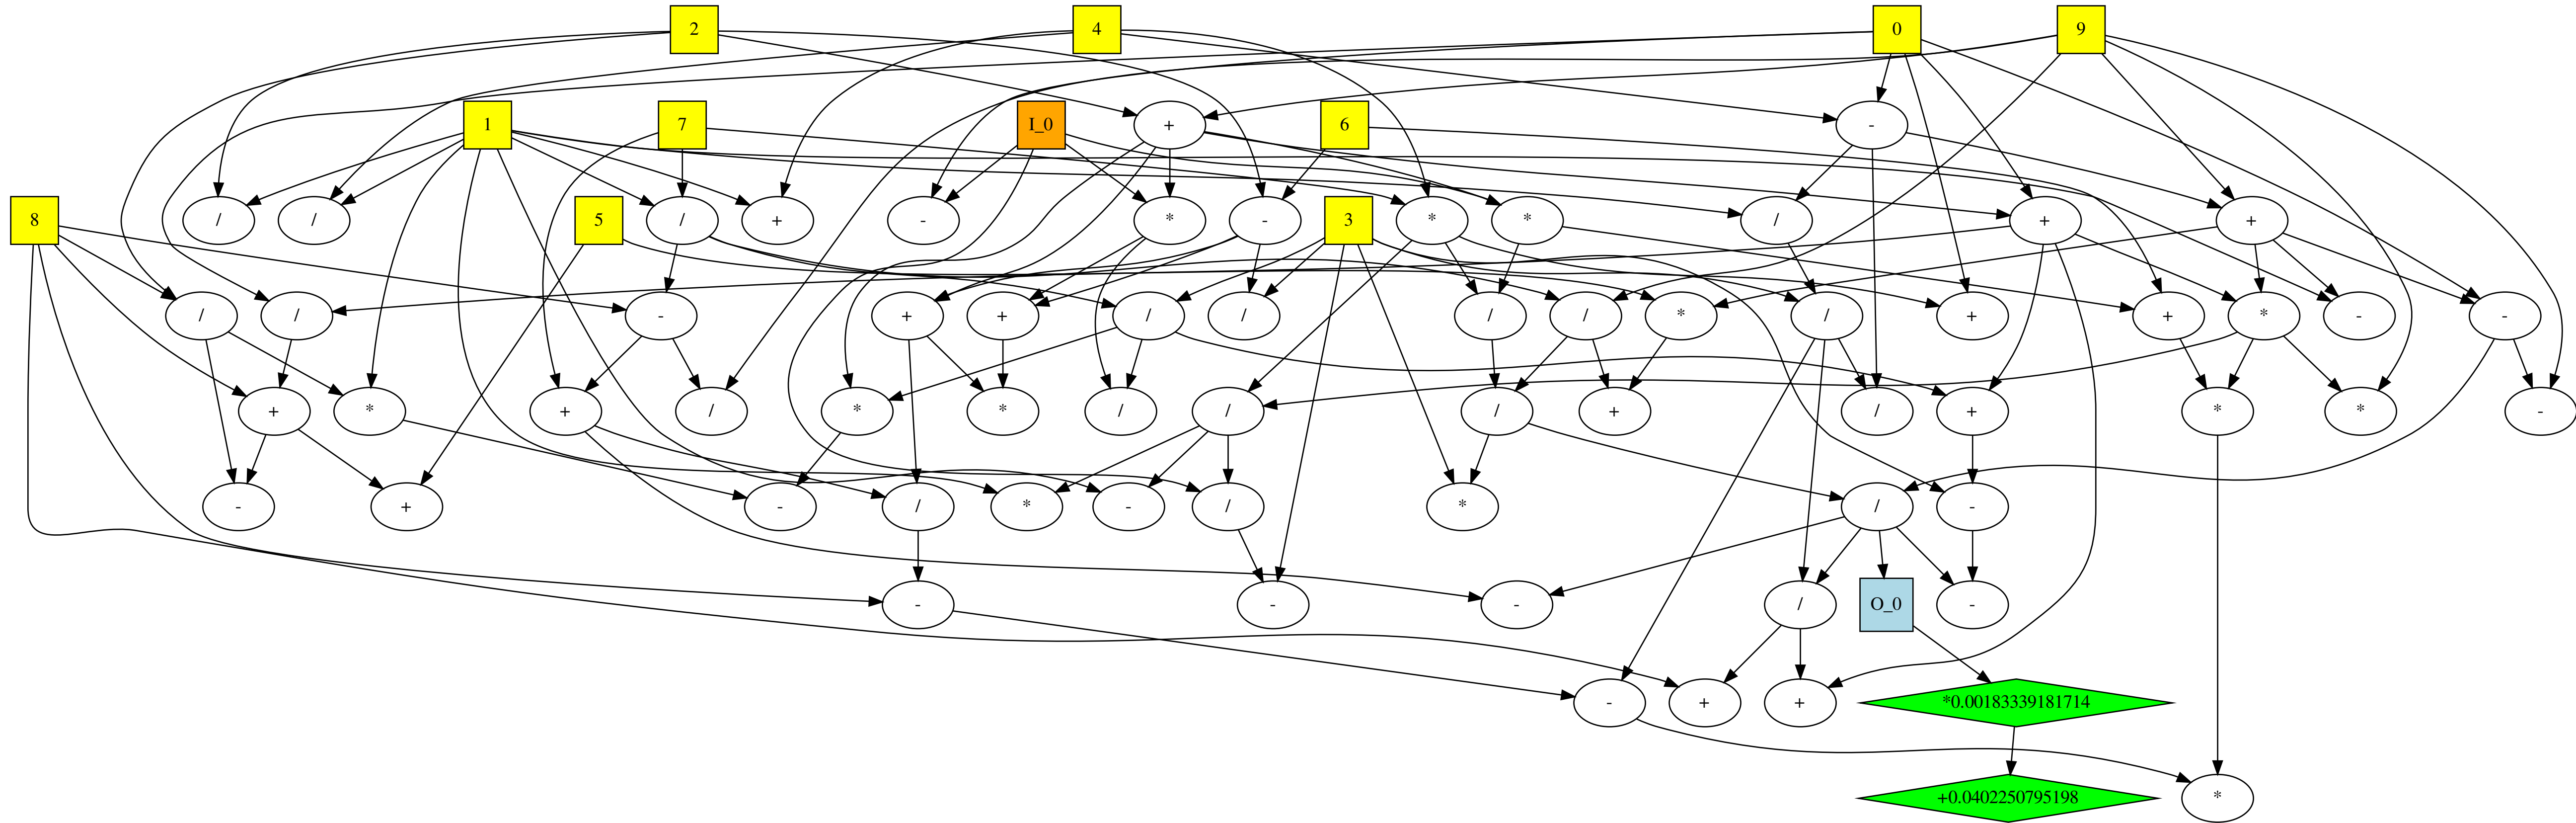 2 4 0 9
1 7 I_0 + 6 -
8 / / 5 / + - * - 3 * * / + +
/ / - + + / / / / * / + + * - -
+ * + / * * / / / + / + * * -
- + - / * - / * / -
- - - / O_0 -
- + + *0.00183339181714
+0.0402250795198 *